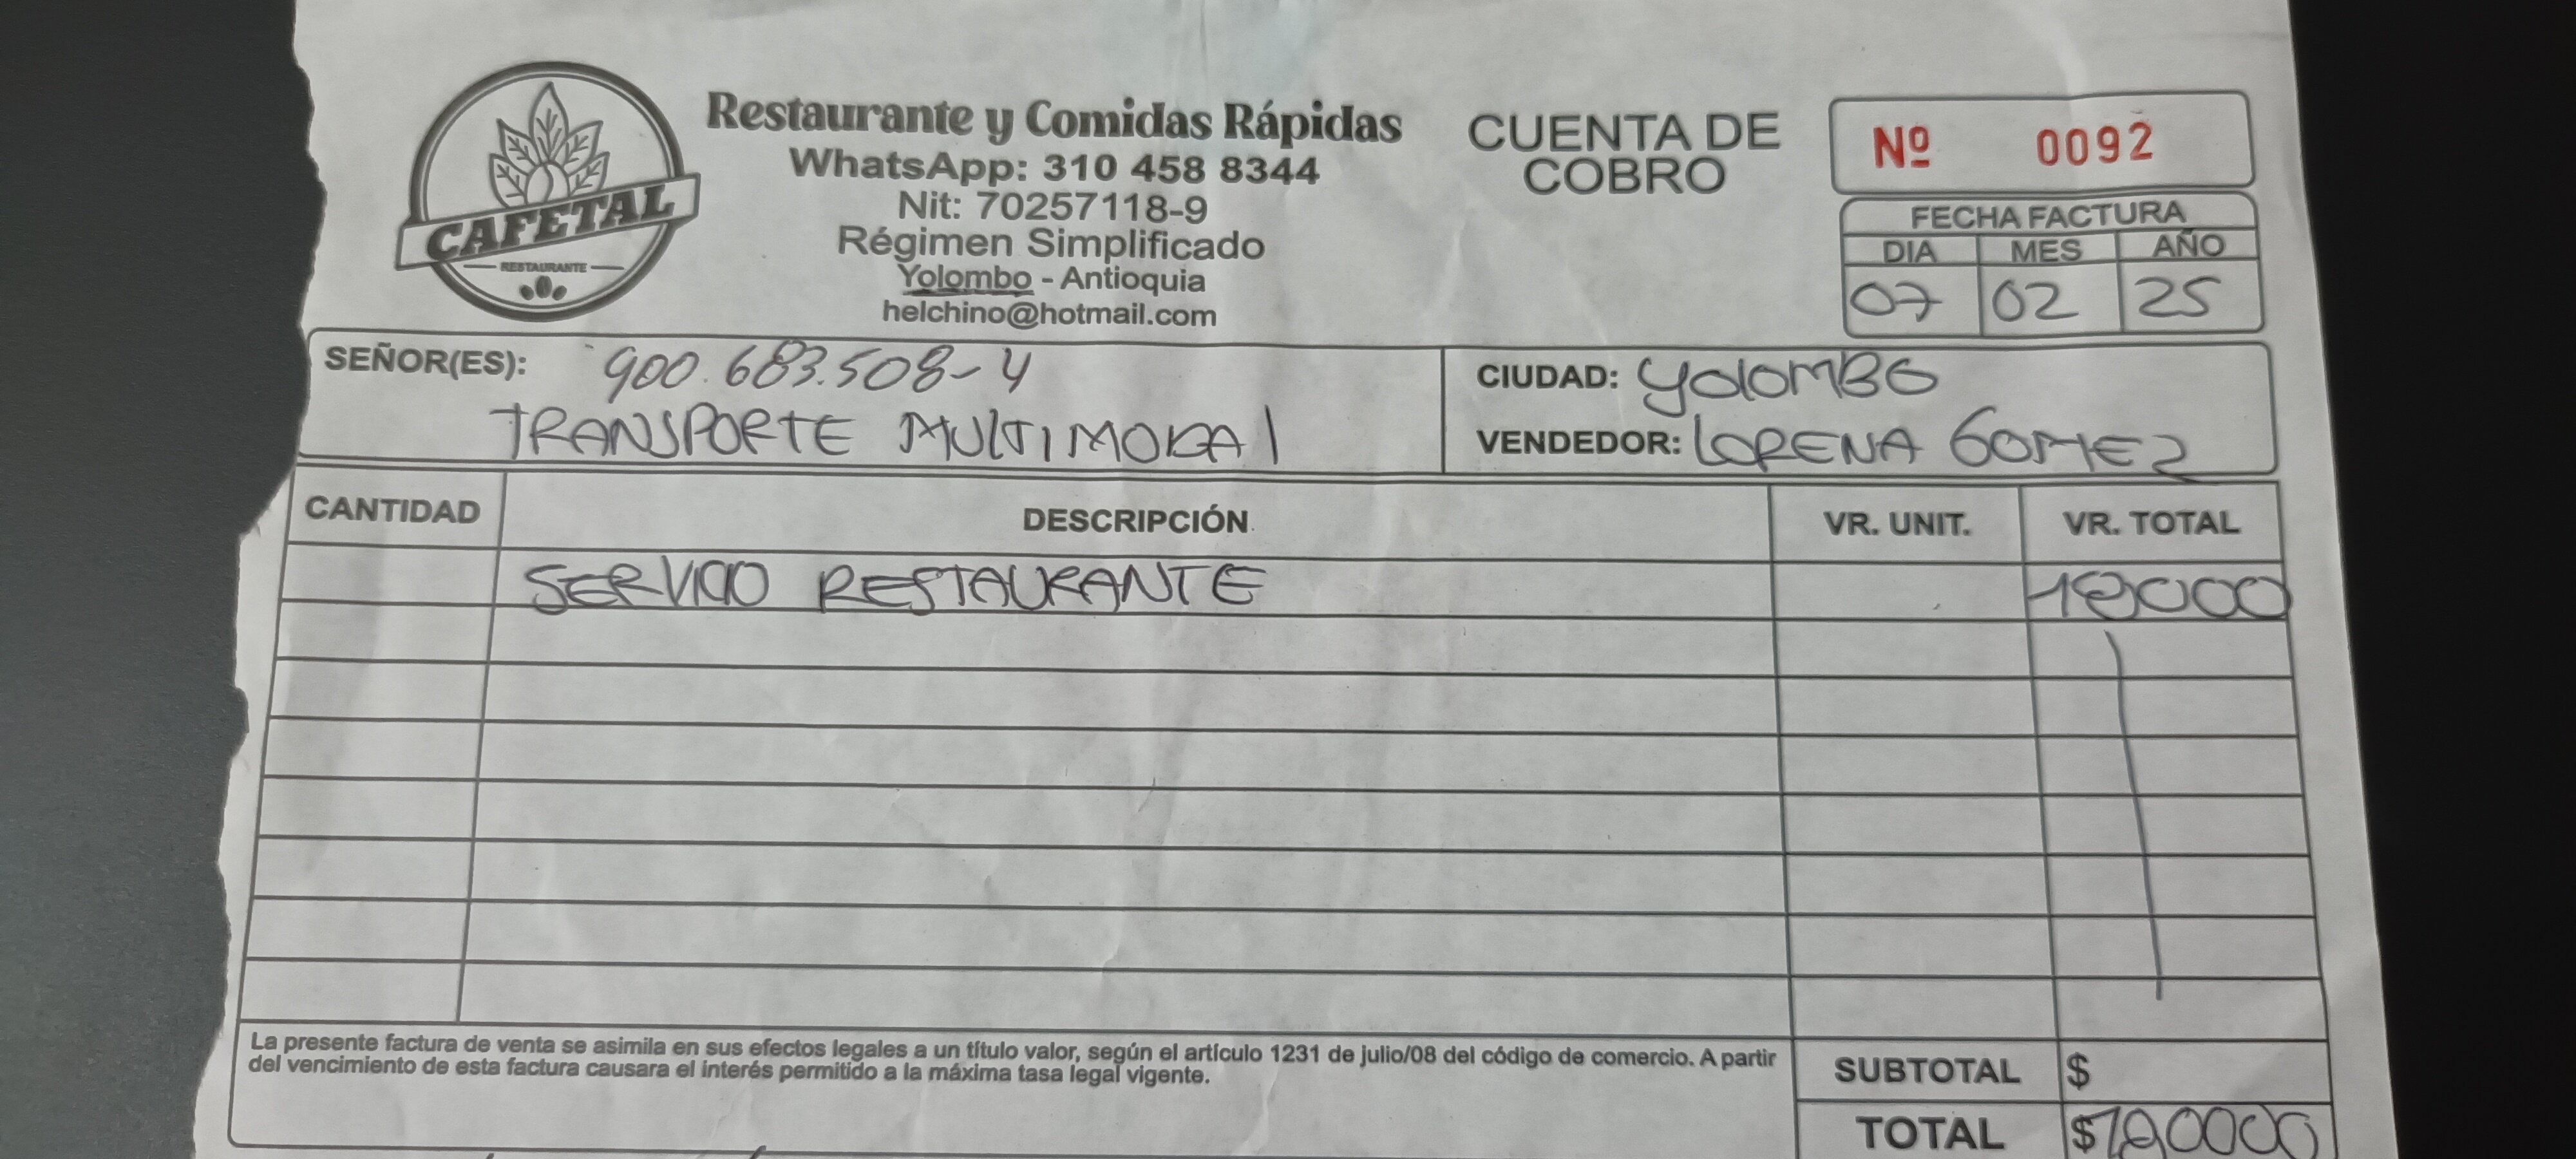 CAFETAL
RESTAURANTE
Restaurante y Comidas Rápidas
WhatsApp: 310 458 8344
Nit: 70257118-9
Régimen Simplificado
Yolombo - Antioquia
helchino@hotmail.com
CUENTA DE
COBRO
Nº 0092
FECHA FACTURA
DIA MES AÑO
07 02 25
SEÑOR(ES): 900.683.508-4
TRANSPORTE MULTIMODAL
CIUDAD: YOLOMBO
VENDEDOR: LORENA GOMEZ
CANTIDAD DESCRIPCIÓN VR. UNIT. VR. TOTAL
SERVICIO RESTAURANTE 18000
La presente factura de venta se asimila en sus efectos legales a un título valor, según el artículo 1231 de julio/08 del código de comercio. A partir
del vencimiento de esta factura causara el interés permitido a la máxima tasa legal vigente.
SUBTOTAL $
TOTAL $